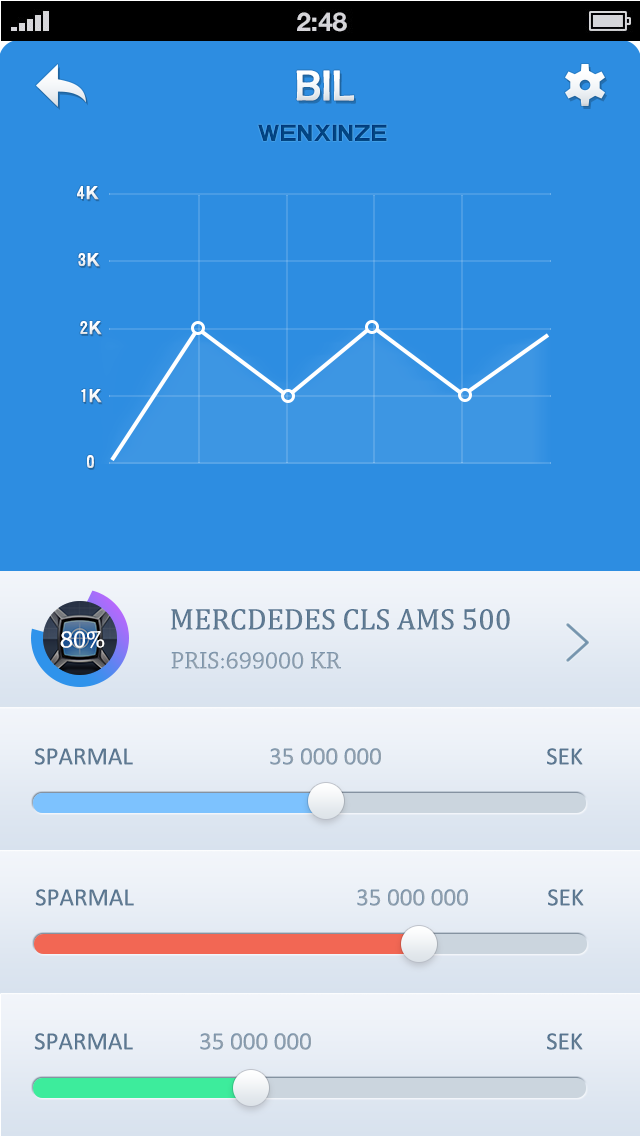 2:48
BIL
WENXINZE
4K
3K
2K
1K
0
80%
MERCDEDES CLS AMS 500
PRIS:699000 KR
SPARMAL 35 000 000 SEK
SPARMAL 35 000 000 SEK
SPARMAL 35 000 000 SEK